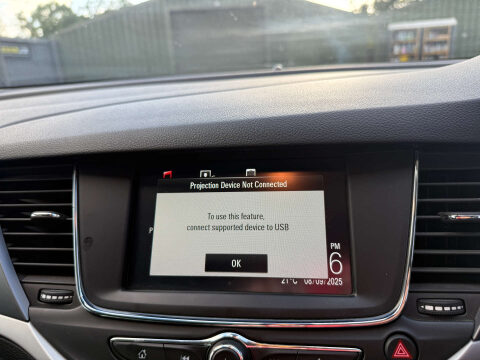 Projection Device Not Connected
To use this feature,
connect supported device to USB
OK
PM
6
21°C 08/09/2025